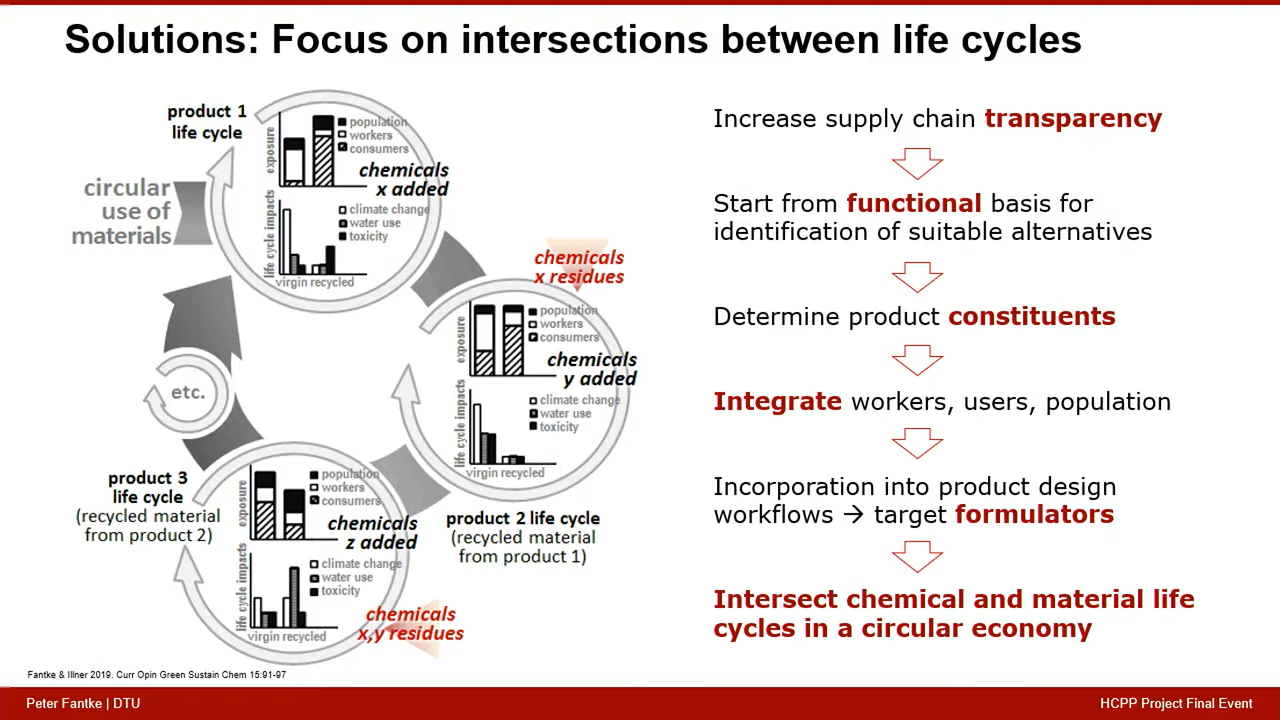 Solutions: Focus on intersections between life cycles
product 1
life cycle
circular
use of
materials
exposure
population
workers
consumers
chemicals
x added
life cycle impacts
climate change
water use
toxicity
virgin recycled
chemicals
x residues
exposure
population
workers
consumers
chemicals
y added
life cycle impacts
climate change
water use
toxicity
virgin recycled
product 2 life cycle
(recycled material
from product 1)
etc.
product 3
life cycle
(recycled material
from product 2)
exposure
population
workers
consumers
chemicals
z added
life cycle impacts
climate change
water use
toxicity
virgin recycled
chemicals
x,y residues
Increase supply chain transparency
Start from functional basis for
identification of suitable alternatives
Determine product constituents
Integrate workers, users, population
Incorporation into product design
workflows → target formulators
Intersect chemical and material life
cycles in a circular economy
Fantke & Illner 2019. Curr Opin Green Sustain Chem 15:91-97
Peter Fantke | DTU
HCPP Project Final Event